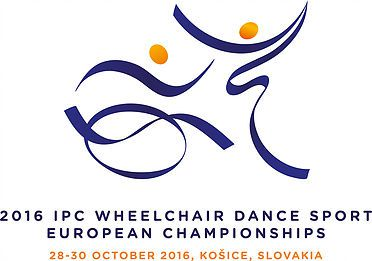 2016 IPC WHEELCHAIR DANCE SPORT
EUROPEAN CHAMPIONSHIPS
28-30 OCTOBER 2016, KOŠICE, SLOVAKIA